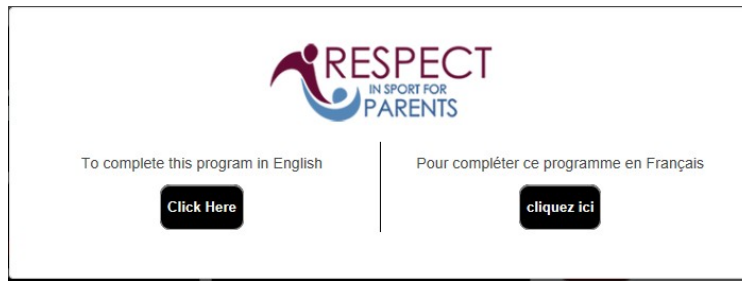 RESPECT
IN SPORT FOR
PARENTS
To complete this program in English
Click Here
Pour compléter ce programme en Français
cliquez ici